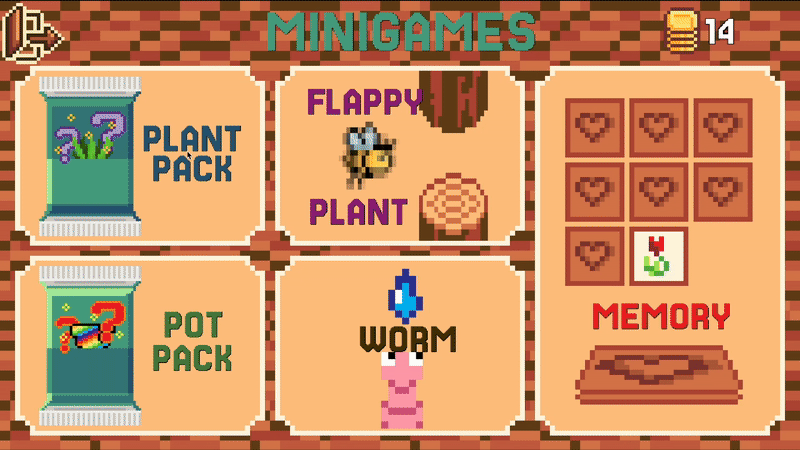 MINIGAMES
14
PLANT
PACK
FLAPPY
PLANT
POT
PACK
WORM
MEMORY